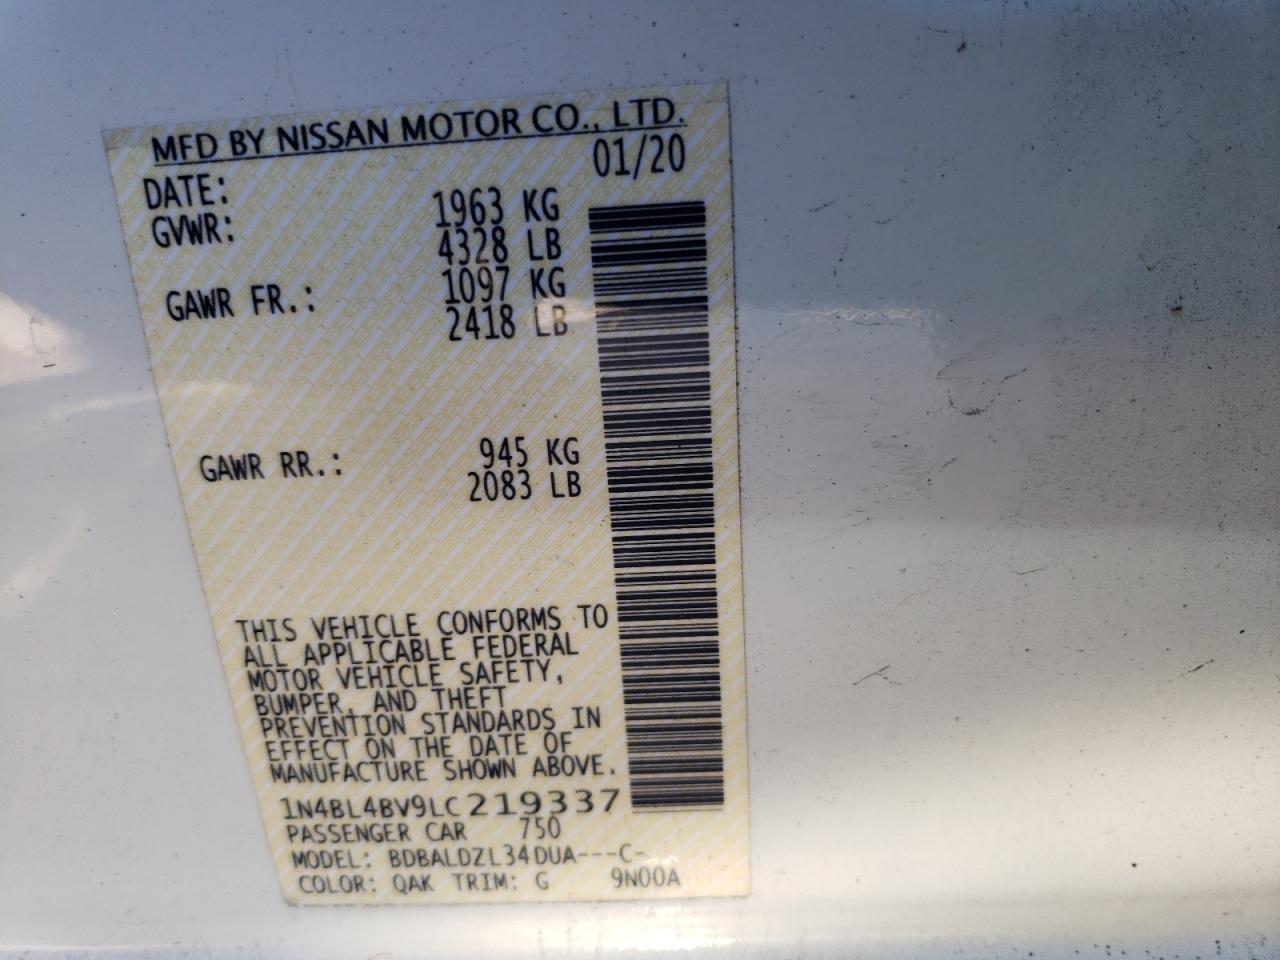 MFD BY NISSAN MOTOR CO., LTD.
DATE: 01/20
GVWR: 1963 KG
4328 LB
GAWR FR.: 1097 KG
2418 LB
GAWR RR.: 945 KG
2083 LB
THIS VEHICLE CONFORMS TO
ALL APPLICABLE FEDERAL
MOTOR VEHICLE SAFETY,
BUMPER, AND THEFT
PREVENTION STANDARDS IN
EFFECT ON THE DATE OF
MANUFACTURE SHOWN ABOVE.
1N4BL4BV9LC219337
PASSENGER CAR 750
MODEL: BDBALDZL34DUA---C-
COLOR: QAK TRIM: G 9N00A